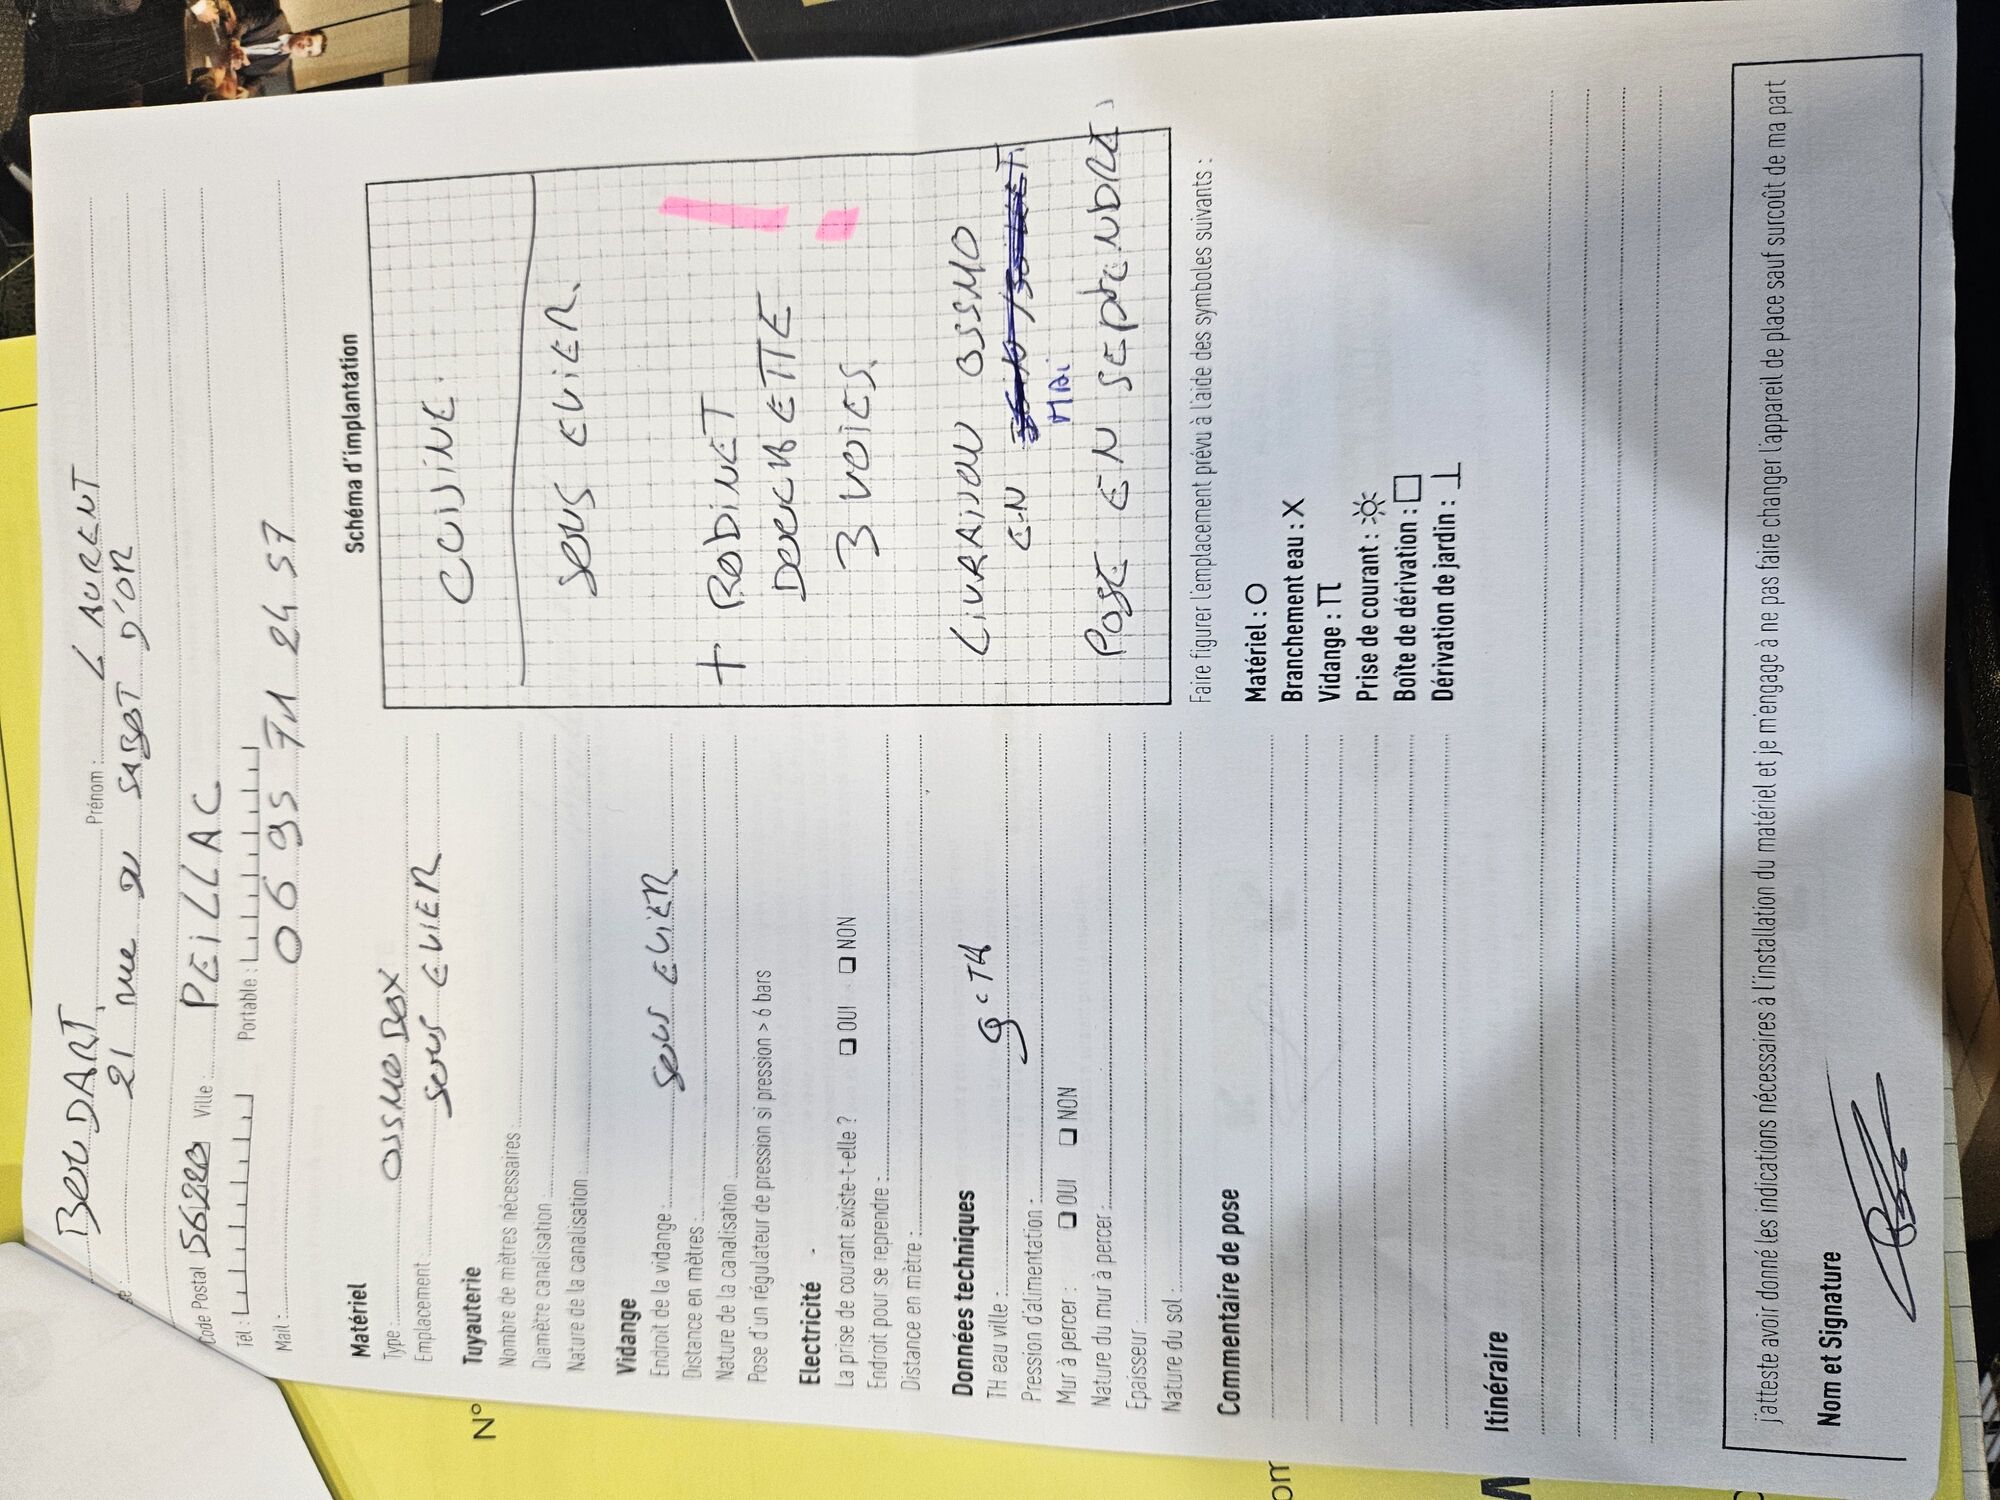 BOUDART Prénom : LAURENT
21 rue du SABOT D'OR
Code Postal 56220 Ville : PEILLAC
Tél : Portable :
Mail : 06 95 71 24 57
Matériel
Type : OSSMO BOX
Emplacement : sous EVIER
Tuyauterie
Nombre de mètres nécessaires :
Diamètre canalisation :
Nature de la canalisation :
Vidange
Endroit de la vidange : sous EVIER
Distance en mètres :
Nature de la canalisation
Pose d'un régulateur de pression si pression > 6 bars
Electricité
La prise de courant existe-t-elle ? ❏ OUI ❏ NON
Endroit pour se reprendre :
Distance en mètre :
Données techniques
TH eau ville : TH
Pression d'alimentation :
Mur à percer : ❏ OUI ❏ NON
Nature du mur à percer :
Epaisseur :
Nature du sol :
Schéma d'implantation
CUISINE.
sous EVIER.
+ ROBINET
DOUCHETTE
3 VOIES.
LIVRAISON OSSMO
EN
MAI
POSE EN SEPTENDRE
Faire figurer l'emplacement prévu à l'aide des symboles suivants :
Matériel : O
Branchement eau : X
Vidange : π
Prise de courant : ☼
Boîte de dérivation : □
Dérivation de jardin : ⊥
Commentaire de pose
Itinéraire
j'atteste avoir donné les indications nécessaires à l'installation du matériel et je m'engage à ne pas faire changer l'appareil de place sauf surcoût de ma part
Nom et Signature
N°
om